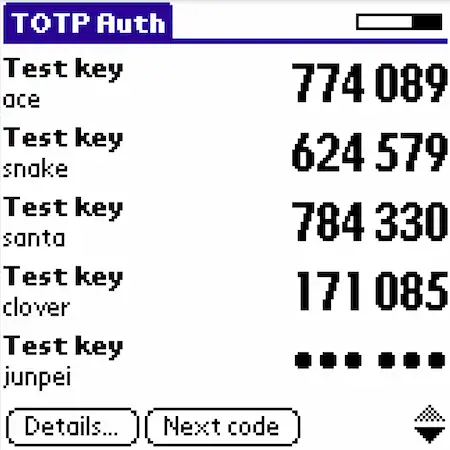 TOTP Auth
Test key
ace
774 089
Test key
snake
624 579
Test key
santa
784 330
Test key
clover
171 085
Test key
junpei
••• •••
Details...
Next code